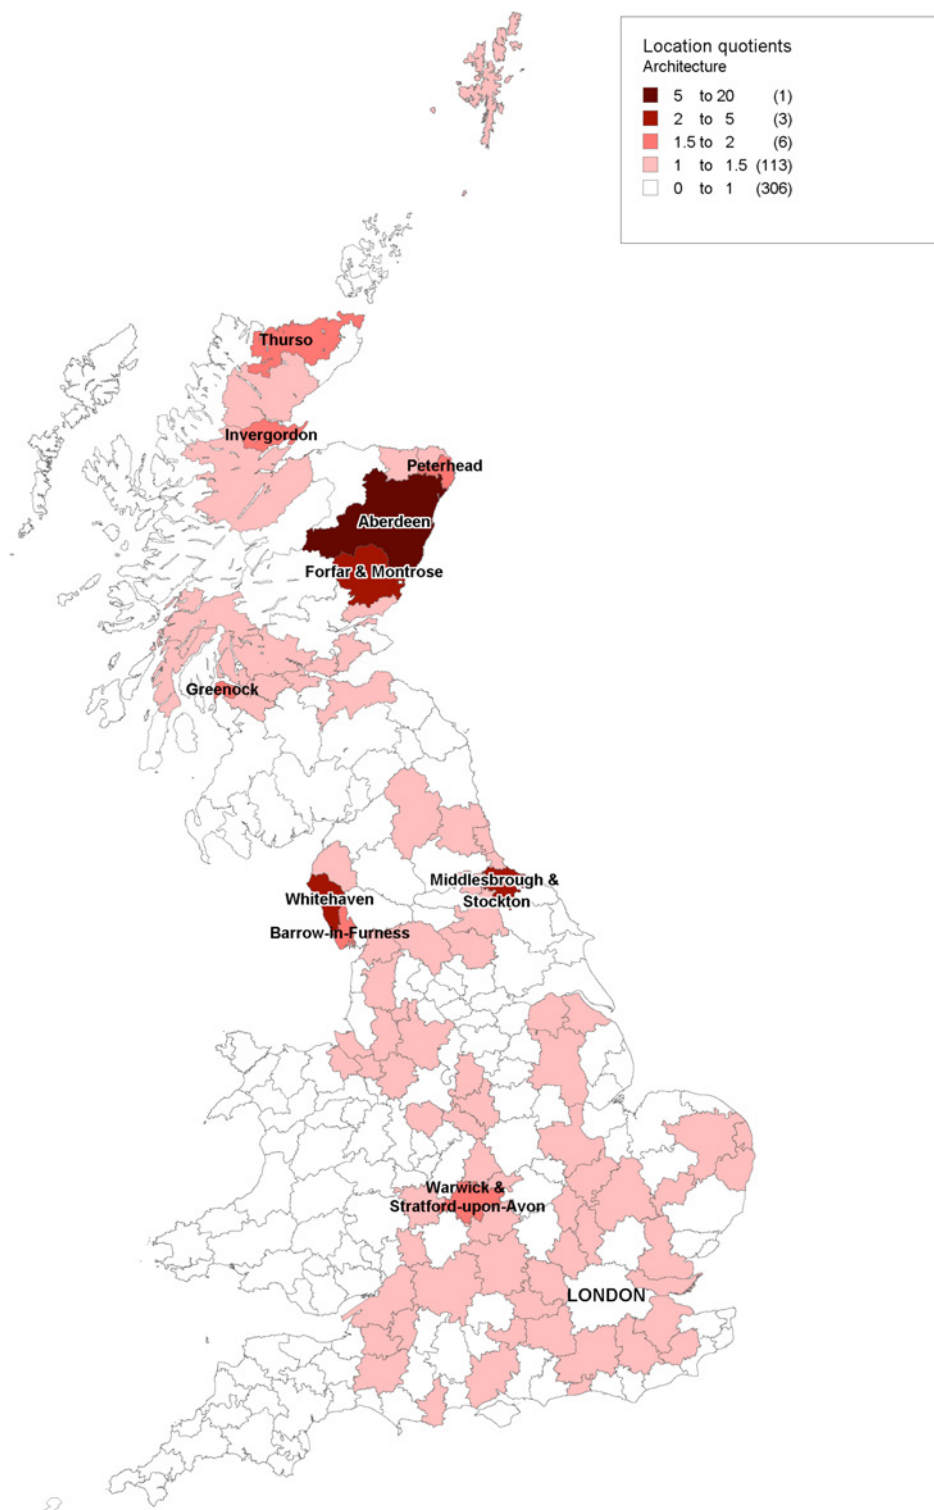 Location quotients
Architecture
5 to 20 (1)
2 to 5 (3)
1.5 to 2 (6)
1 to 1.5 (113)
0 to 1 (306)
Thurso
Invergordon
Peterhead
Aberdeen
Forfar & Montrose
Greenock
Middlesbrough &
Stockton
Whitehaven
Barrow-in-Furness
Warwick &
Stratford-upon-Avon
LONDON